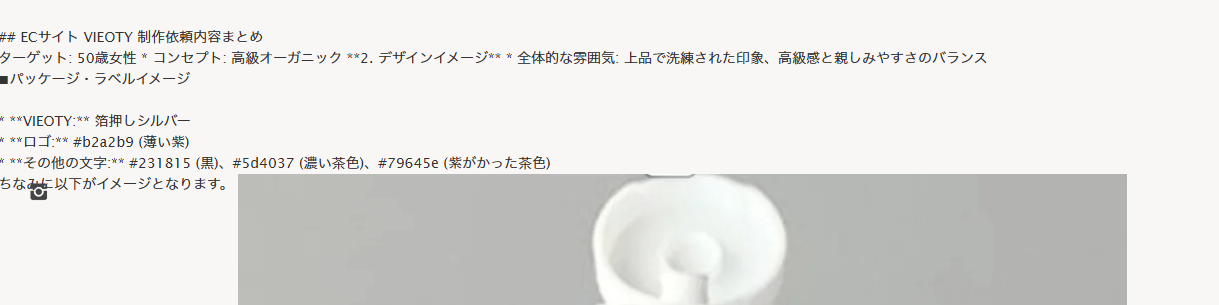 ## ECサイト VIEOTY 制作依頼内容まとめ
ターゲット: 50歳女性 * コンセプト: 高級オーガニック **2. デザインイメージ** * 全体的な雰囲気: 上品で洗練された印象、高級感と親しみやすさのバランス
■パッケージ・ラベルイメージ
* **VIEOTY:** 箔押しシルバー
* **ロゴ:** #b2a2b9 (薄い紫)
* **その他の文字:** #231815 (黒)、#5d4037 (濃い茶色)、#79645e (紫がかった茶色)
ちなみに以下がイメージとなります。